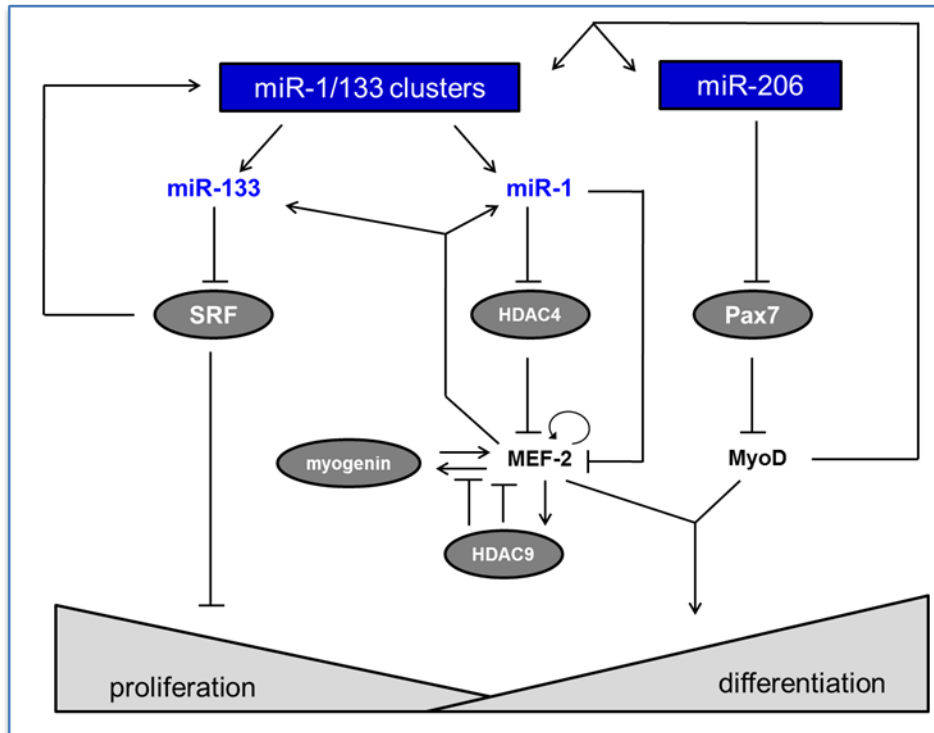 miR-1/133 clusters
miR-206
miR-133
miR-1
SRF
HDAC4
Pax7
myogenin
MEF-2
MyoD
HDAC9
proliferation
differentiation